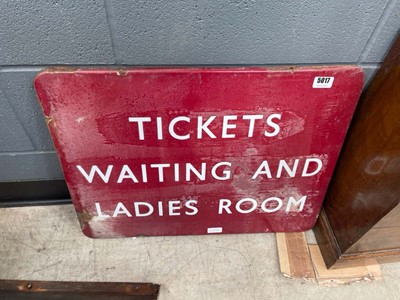 5017
TICKETS
WAITING AND
LADIES ROOM